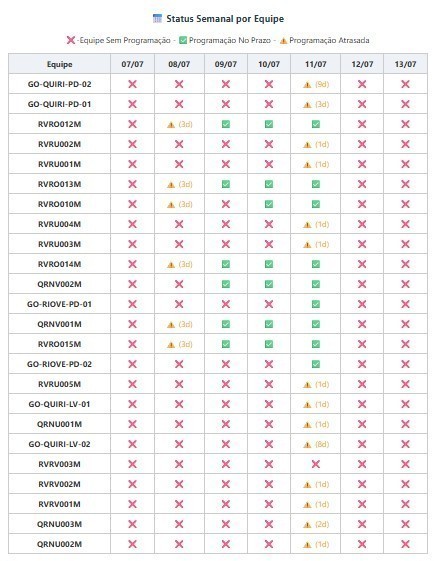 📅 Status Semanal por Equipe
❌ -Equipe Sem Programação - ✅ Programação No Prazo - ⚠️ Programação Atrasada
Equipe 07/07 08/07 09/07 10/07 11/07 12/07 13/07
GO-QUIRI-PD-02 ❌ ❌ ❌ ❌ ⚠️ (9d) ❌ ❌
GO-QUIRI-PD-01 ❌ ❌ ❌ ❌ ⚠️ (3d) ❌ ❌
RVRO012M ❌ ⚠️ (3d) ✅ ✅ ✅ ❌ ❌
RVRU002M ❌ ❌ ❌ ❌ ⚠️ (1d) ❌ ❌
RVRU001M ❌ ❌ ❌ ❌ ⚠️ (1d) ❌ ❌
RVRO013M ❌ ⚠️ (3d) ✅ ✅ ✅ ❌ ❌
RVRO010M ❌ ⚠️ (3d) ❌ ✅ ✅ ❌ ❌
RVRU004M ❌ ❌ ❌ ❌ ⚠️ (1d) ❌ ❌
RVRU003M ❌ ❌ ❌ ❌ ⚠️ (1d) ❌ ❌
RVRO014M ❌ ⚠️ (3d) ✅ ✅ ✅ ❌ ❌
QRNV002M ❌ ❌ ✅ ✅ ✅ ❌ ❌
GO-RIOVE-PD-01 ❌ ❌ ❌ ❌ ✅ ❌ ❌
QRNV001M ❌ ⚠️ (3d) ✅ ✅ ✅ ❌ ❌
RVRO015M ❌ ⚠️ (3d) ✅ ✅ ✅ ❌ ❌
GO-RIOVE-PD-02 ❌ ❌ ❌ ❌ ✅ ❌ ❌
RVRU005M ❌ ❌ ❌ ❌ ⚠️ (1d) ❌ ❌
GO-QUIRI-LV-01 ❌ ❌ ❌ ❌ ⚠️ (1d) ❌ ❌
QRNU001M ❌ ❌ ❌ ❌ ⚠️ (1d) ❌ ❌
GO-QUIRI-LV-02 ❌ ❌ ❌ ❌ ⚠️ (8d) ❌ ❌
RVRV003M ❌ ❌ ❌ ❌ ❌ ❌ ❌
RVRV002M ❌ ❌ ❌ ❌ ⚠️ (1d) ❌ ❌
RVRV001M ❌ ❌ ❌ ❌ ⚠️ (1d) ❌ ❌
QRNU003M ❌ ❌ ❌ ❌ ⚠️ (2d) ❌ ❌
QRNU002M ❌ ❌ ❌ ❌ ⚠️ (1d) ❌ ❌